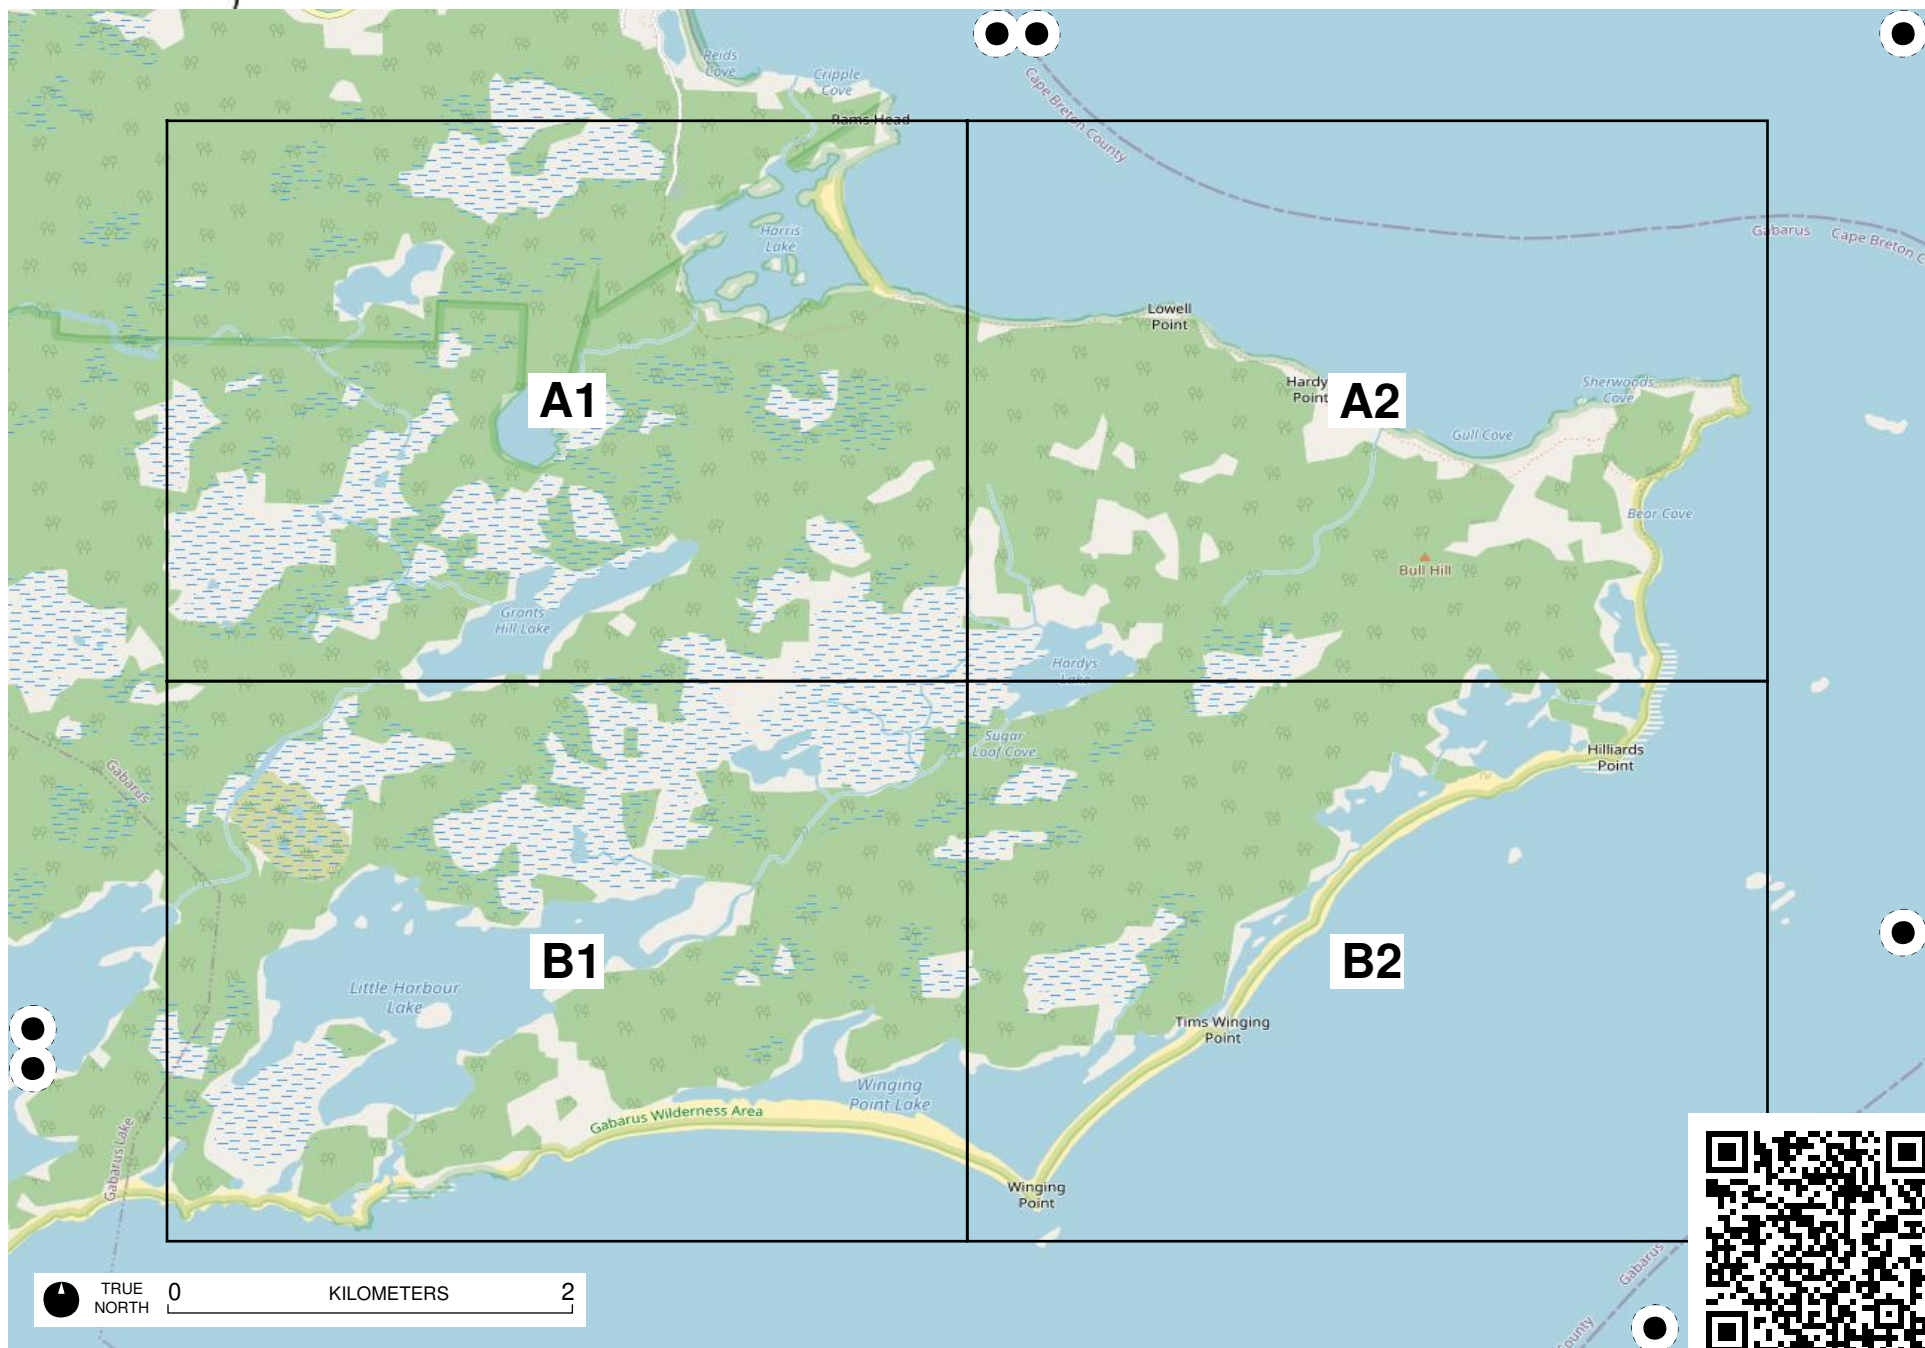 Reids
Cove
Cripple
Cove
Rams Head
Cape Breton County
Harris
Lake
Gabarus
Cape Breton C
Lowell
Point
Hardy
Point
A1
A2
Sherwoods
Cove
Gull Cove
Bear Cove
Bull Hill
Grants
Hill Lake
Hardys
Lake
Sugar
Loaf Cove
Hilliards
Point
Gabarus
B1
B2
Little Harbour
Lake
Tims Winging
Point
Winging
Point Lake
Gabarus Wilderness Area
Gabarus Lake
Winging
Point
Gabarus
County
TRUE
NORTH
0
KILOMETERS
2